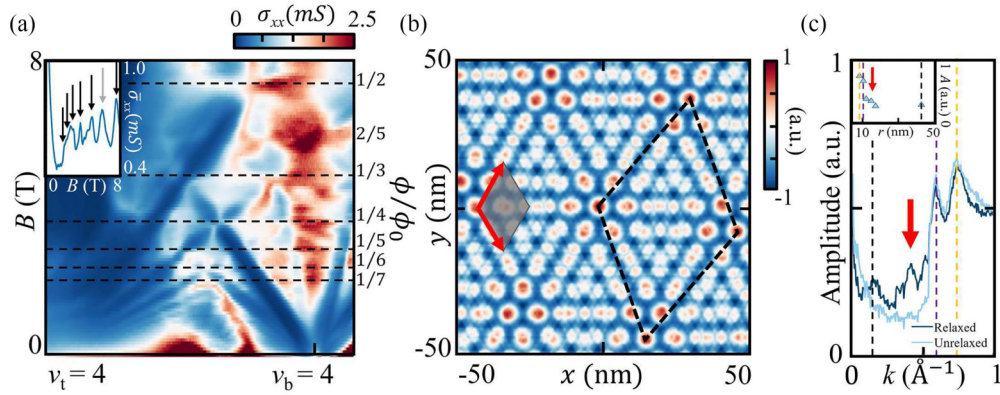 (a)
σxx(mS)
0 2.5
8
B (T)
0
1.0
σ̄xx(mS)
0.4
0 B (T) 8
1/2
2/5
1/3
1/4
1/5
1/6
1/7
ϕ/ϕ0
νt = 4 νb = 4
(b)
50
y (nm)
-50
-50 x (nm) 50
1
(a.u.)
-1
(c)
1
Amplitude (a.u.)
0
1
A (a.u.)
0
10 r (nm) 50
Relaxed
Unrelaxed
0 k (Å⁻¹) 1